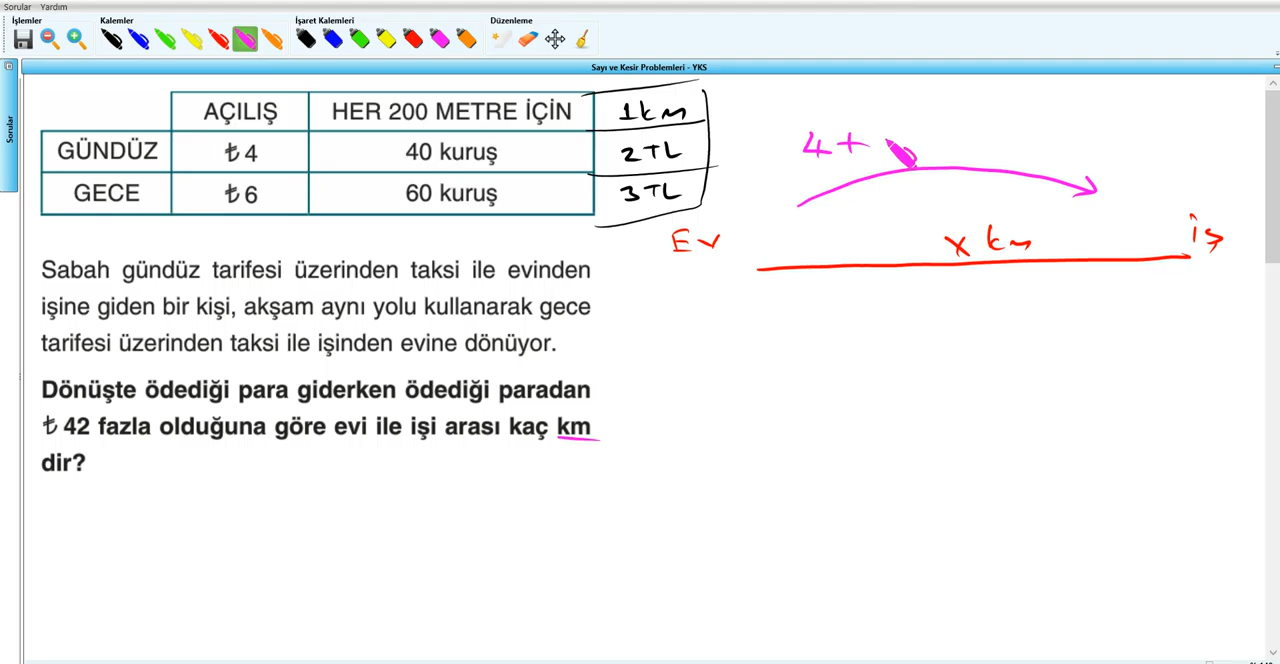 Sorular Yardım
İşlemler Kalemler İşaret Kalemleri Düzenleme
Sayı ve Kesir Problemleri - YKS
Sorular
AÇILIŞ HER 200 METRE İÇİN 1km
GÜNDÜZ ₺4 40 kuruş 2TL
GECE ₺6 60 kuruş 3TL
4+
Ev x km İş
Sabah gündüz tarifesi üzerinden taksi ile evinden
işine giden bir kişi, akşam aynı yolu kullanarak gece
tarifesi üzerinden taksi ile işinden evine dönüyor.
Dönüşte ödediği para giderken ödediği paradan
₺ 42 fazla olduğuna göre evi ile işi arası kaç km
dir?